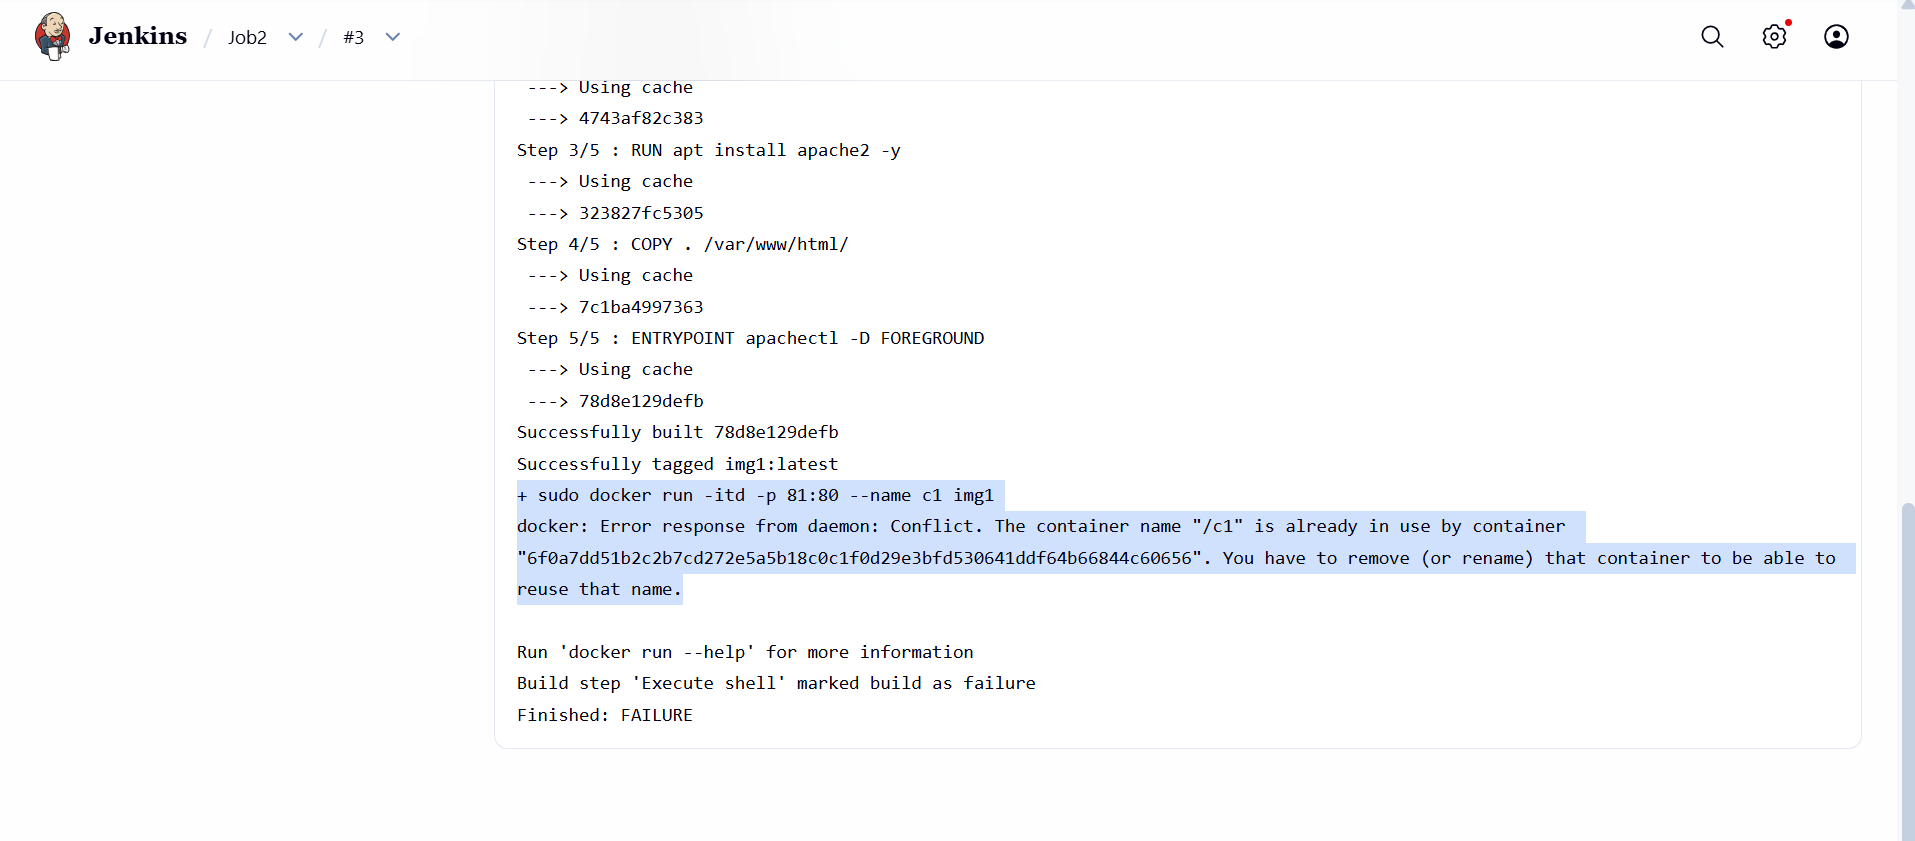 Jenkins / Job2 / #3
---> Using cache
---> 4743af82c383
Step 3/5 : RUN apt install apache2 -y
---> Using cache
---> 323827fc5305
Step 4/5 : COPY . /var/www/html/
---> Using cache
---> 7c1ba4997363
Step 5/5 : ENTRYPOINT apachectl -D FOREGROUND
---> Using cache
---> 78d8e129defb
Successfully built 78d8e129defb
Successfully tagged img1:latest
+ sudo docker run -itd -p 81:80 --name c1 img1
docker: Error response from daemon: Conflict. The container name "/c1" is already in use by container
"6f0a7dd51b2c2b7cd272e5a5b18c0c1f0d29e3bfd530641ddf64b66844c60656". You have to remove (or rename) that container to be able to
reuse that name.
Run 'docker run --help' for more information
Build step 'Execute shell' marked build as failure
Finished: FAILURE